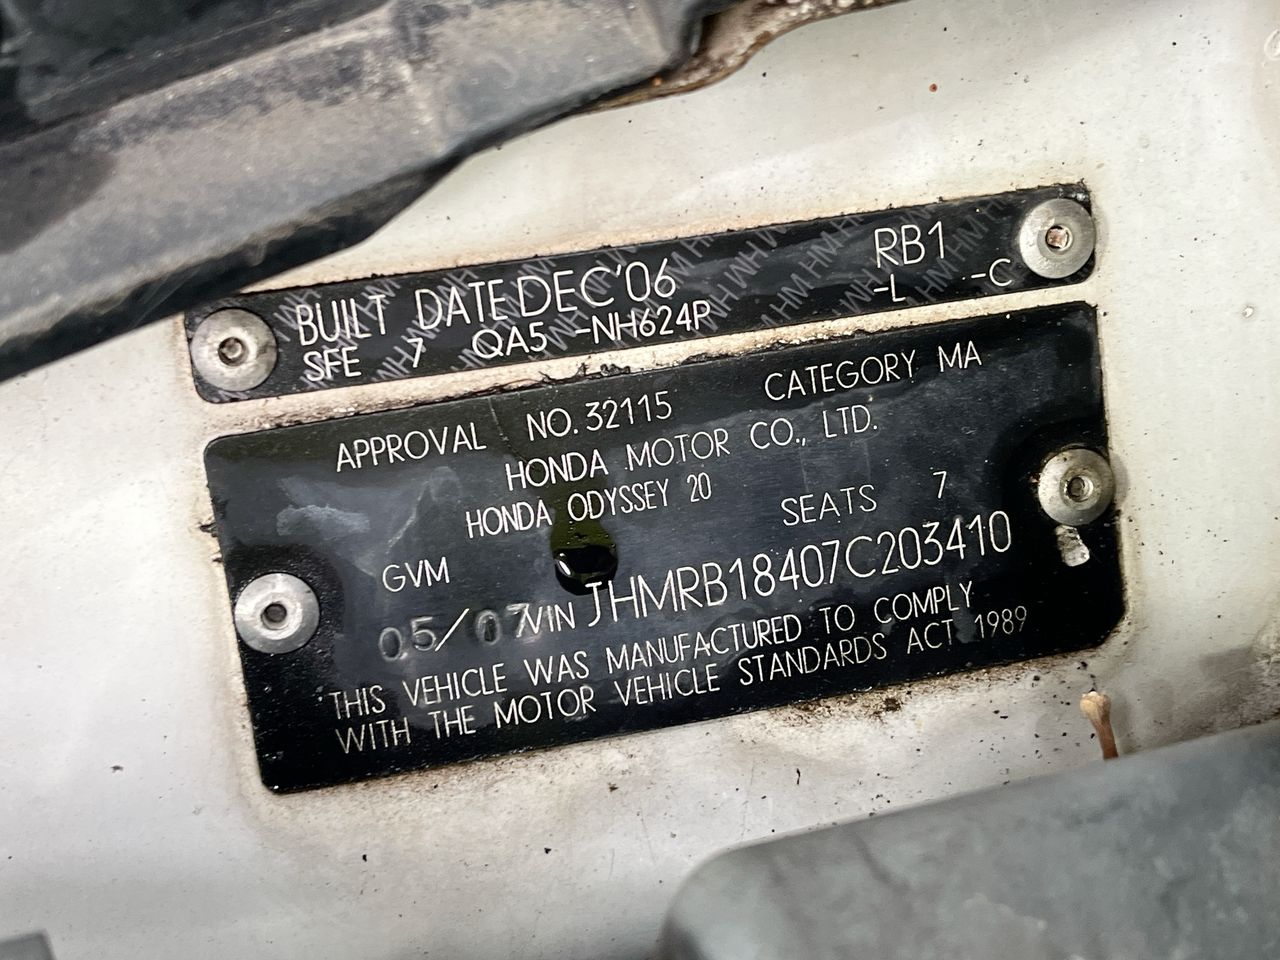 BUILT DATE DEC'06 RB1
SFE 7 QA5 -NH624P -L -C
APPROVAL NO. 32115 CATEGORY MA
HONDA MOTOR CO., LTD.
HONDA ODYSSEY 20
GVM SEATS 7
05/07 VIN JHMRB18407C203410
THIS VEHICLE WAS MANUFACTURED TO COMPLY
WITH THE MOTOR VEHICLE STANDARDS ACT 1989